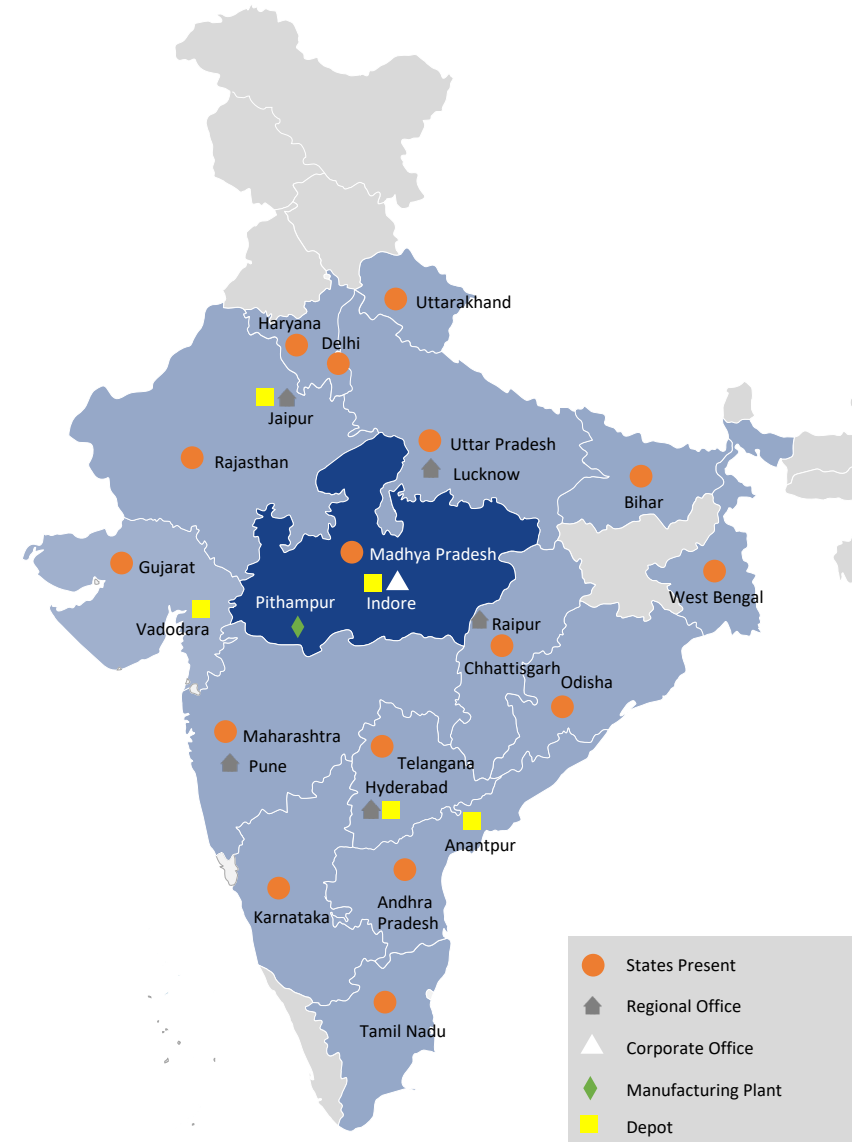 Uttarakhand
Haryana
Delhi
Jaipur
Uttar Pradesh
Rajasthan
Lucknow
Bihar
Madhya Pradesh
Gujarat
Pithampur
Indore
West Bengal
Vadodara
Raipur
Chhattisgarh
Odisha
Maharashtra
Telangana
Pune
Hyderabad
Anantpur
Andhra
Pradesh
Karnataka
Tamil Nadu
States Present
Regional Office
Corporate Office
Manufacturing Plant
Depot